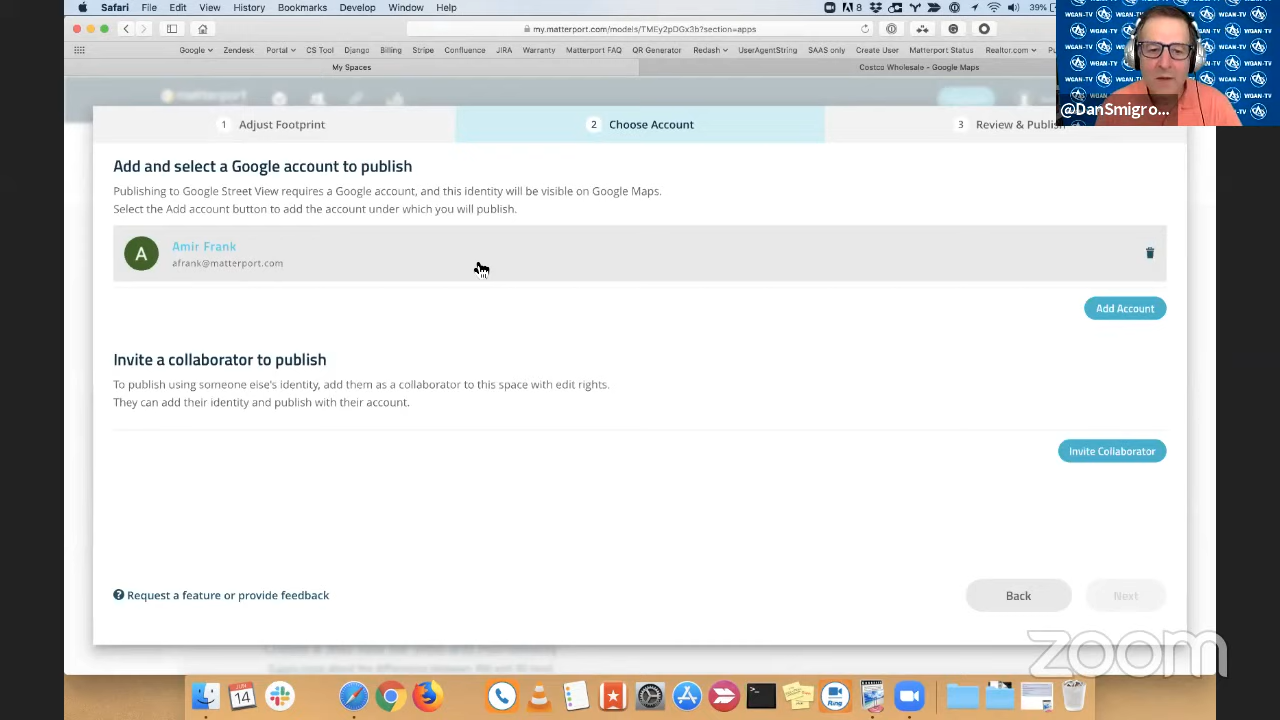 Safari File Edit View History Bookmarks Develop Window Help
8
39%
my.matterport.com/models/TMEy2pDGx3b?section=apps
Google Zendesk Portal CS Tool Django Billing Stripe Confluence JIRA Warranty Matterport FAQ QR Generator Redash UserAgentString SAAS only Create User Matterport Status Realtor.com
My Spaces
Costco Wholesale - Google Maps
matterport
WGAN-TV
@DanSmigro...
1 Adjust Footprint
2 Choose Account
3 Review & Publish
Add and select a Google account to publish
Publishing to Google Street View requires a Google account, and this identity will be visible on Google Maps.
Select the Add account button to add the account under which you will publish.
A
Amir Frank
afrank@matterport.com
Add Account
Invite a collaborator to publish
To publish using someone else's identity, add them as a collaborator to this space with edit rights.
They can add their identity and publish with their account.
Invite Collaborator
? Request a feature or provide feedback
Back
Next
zoom
14
Ring